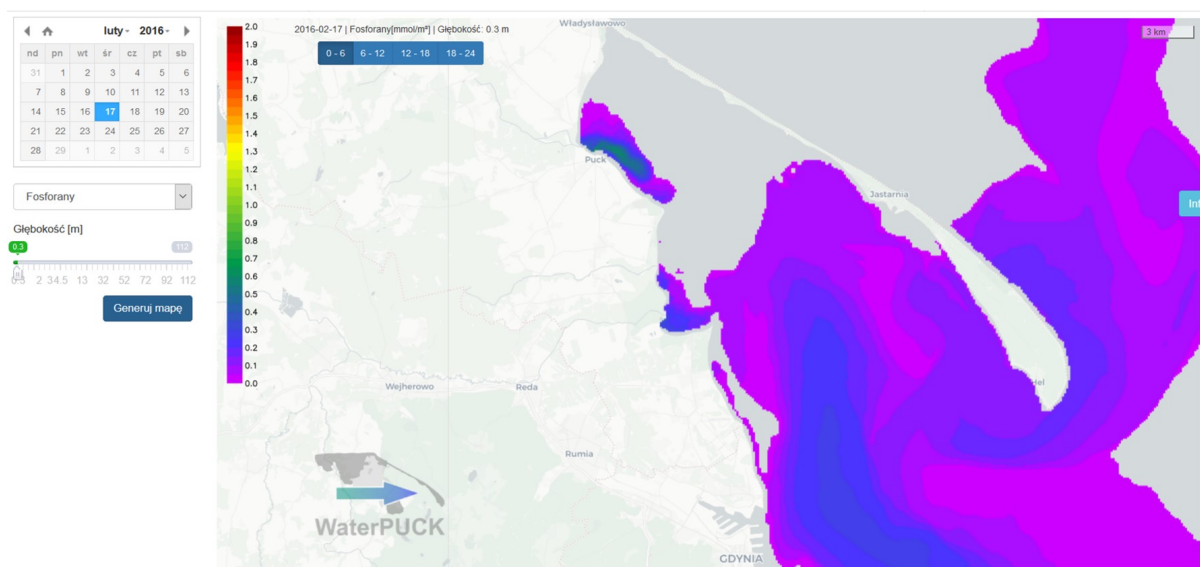 luty 2016
nd pn wt śr cz pt sb
31 1 2 3 4 5 6
7 8 9 10 11 12 13
14 15 16 17 18 19 20
21 22 23 24 25 26 27
28 29 1 2 3 4 5
Fosforany
Głębokość [m]
0.3 112
0.3 2 34.5 13 32 52 72 92 112
Generuj mapę
2.0
1.9
1.8
1.7
1.6
1.5
1.4
1.3
1.2
1.1
1.0
0.9
0.8
0.7
0.6
0.5
0.4
0.3
0.2
0.1
0.0
2016-02-17 | Fosforany[mmol/m³] | Głębokość: 0.3 m
0 - 6 6 - 12 12 - 18 18 - 24
Władysławowo
3 km
Puck
Jastarnia
Int
Hel
Wejherowo
Reda
Rumia
WaterPUCK
GDYNIA